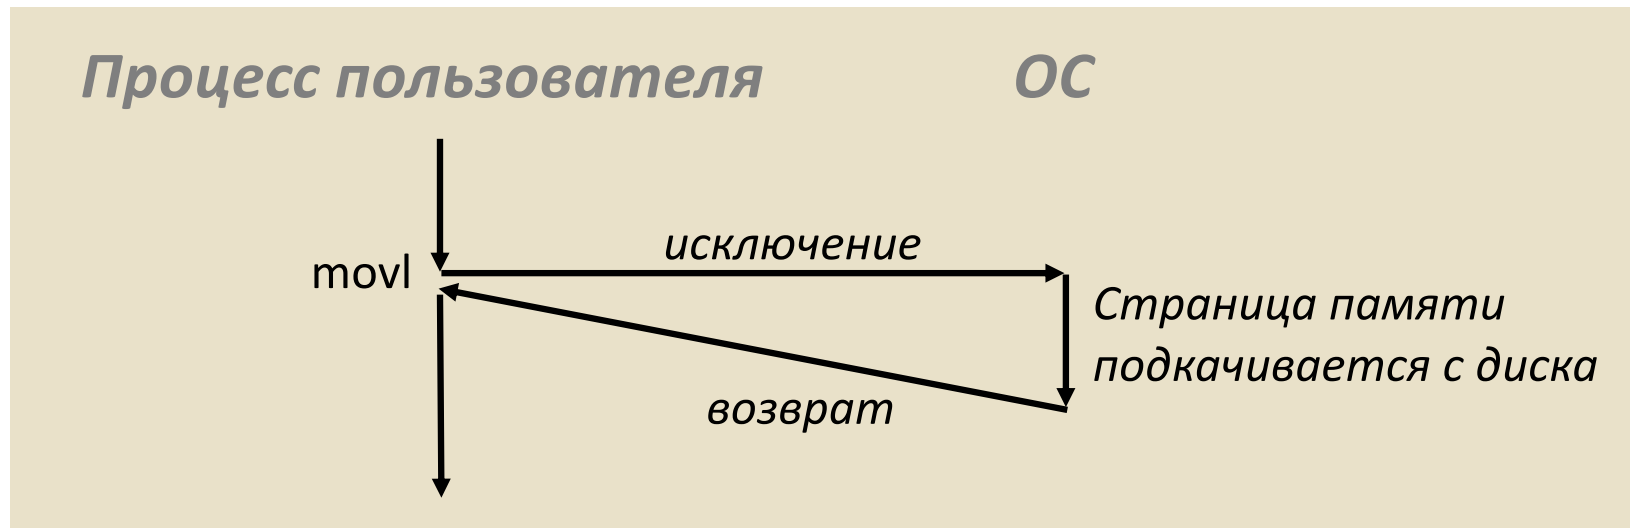 Процесс пользователя ОС
исключение
movl
Страница памяти
подкачивается с диска
возврат